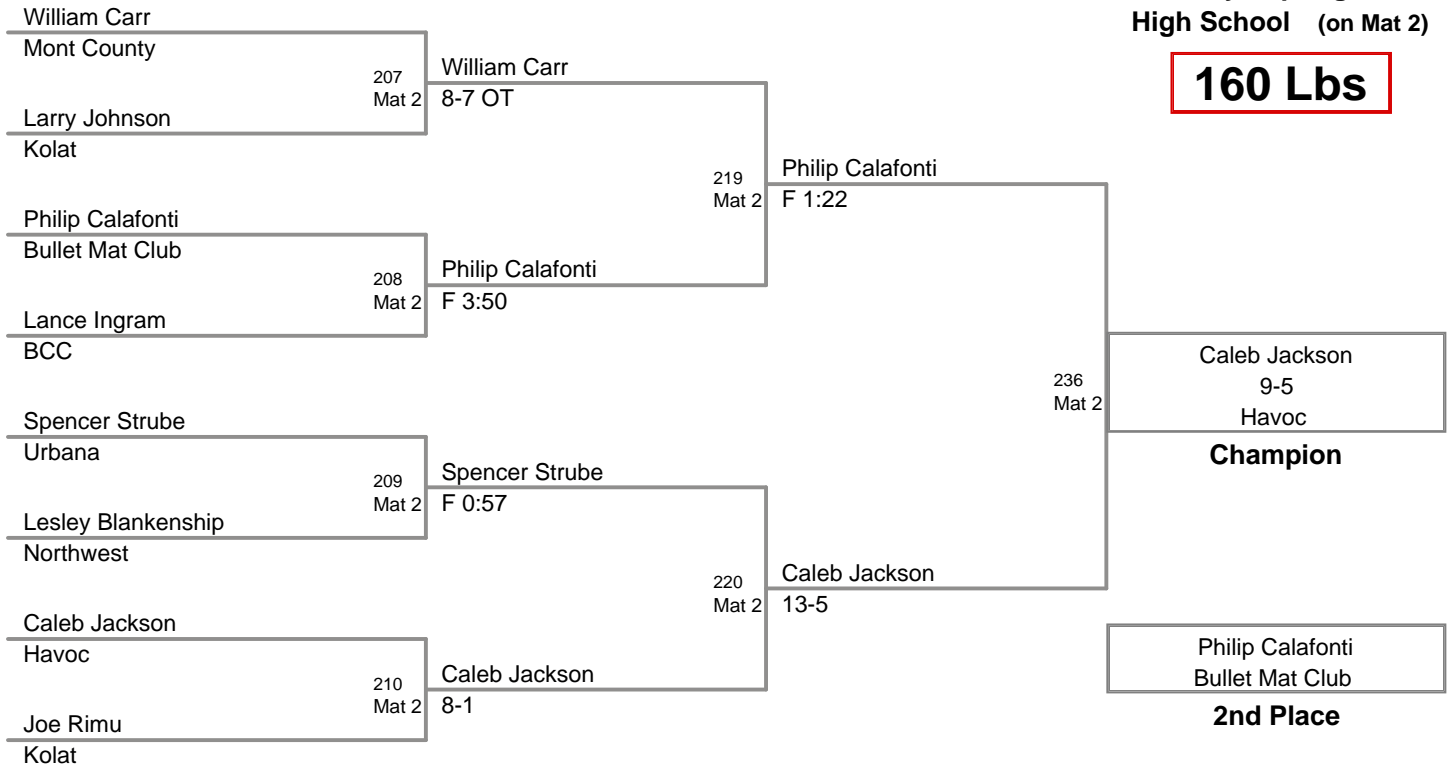 High School (on Mat 2)
160 Lbs
William Carr
Mont County
207
Mat 2
Larry Johnson
Kolat
William Carr
8-7 OT
Philip Calafonti
Bullet Mat Club
208
Mat 2
Lance Ingram
BCC
Philip Calafonti
F 3:50
219
Mat 2
Philip Calafonti
F 1:22
Spencer Strube
Urbana
209
Mat 2
Lesley Blankenship
Northwest
Spencer Strube
F 0:57
Caleb Jackson
Havoc
210
Mat 2
Joe Rimu
Kolat
Caleb Jackson
8-1
220
Mat 2
Caleb Jackson
13-5
236
Mat 2
Caleb Jackson
9-5
Havoc
Champion
Philip Calafonti
Bullet Mat Club
2nd Place